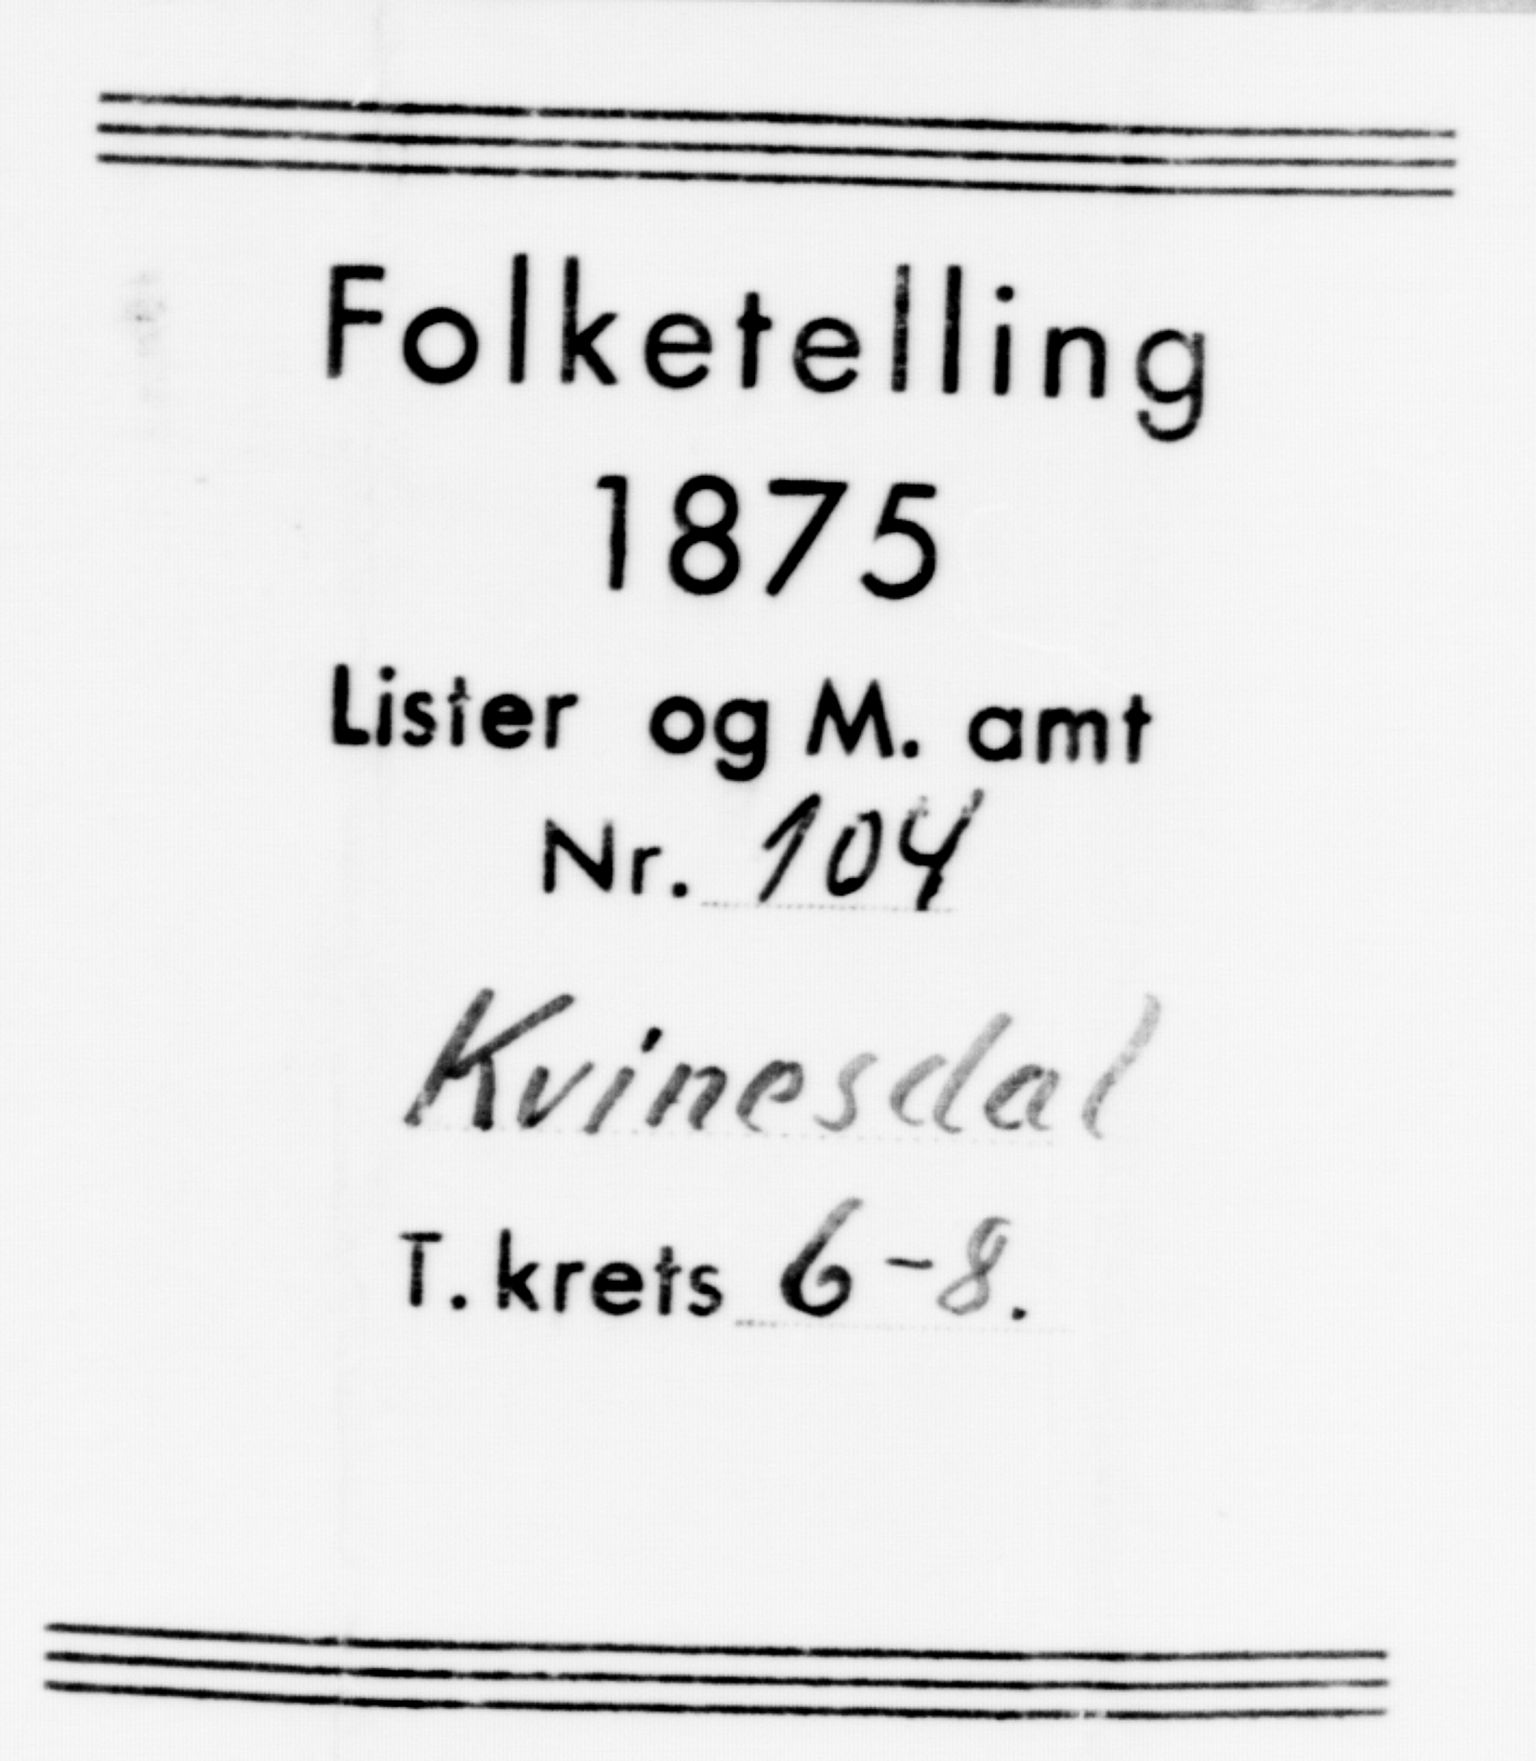 Folketelling
1875
Lister og M. amt
Nr. 104
Kvinesdal
T. krets 6-8.